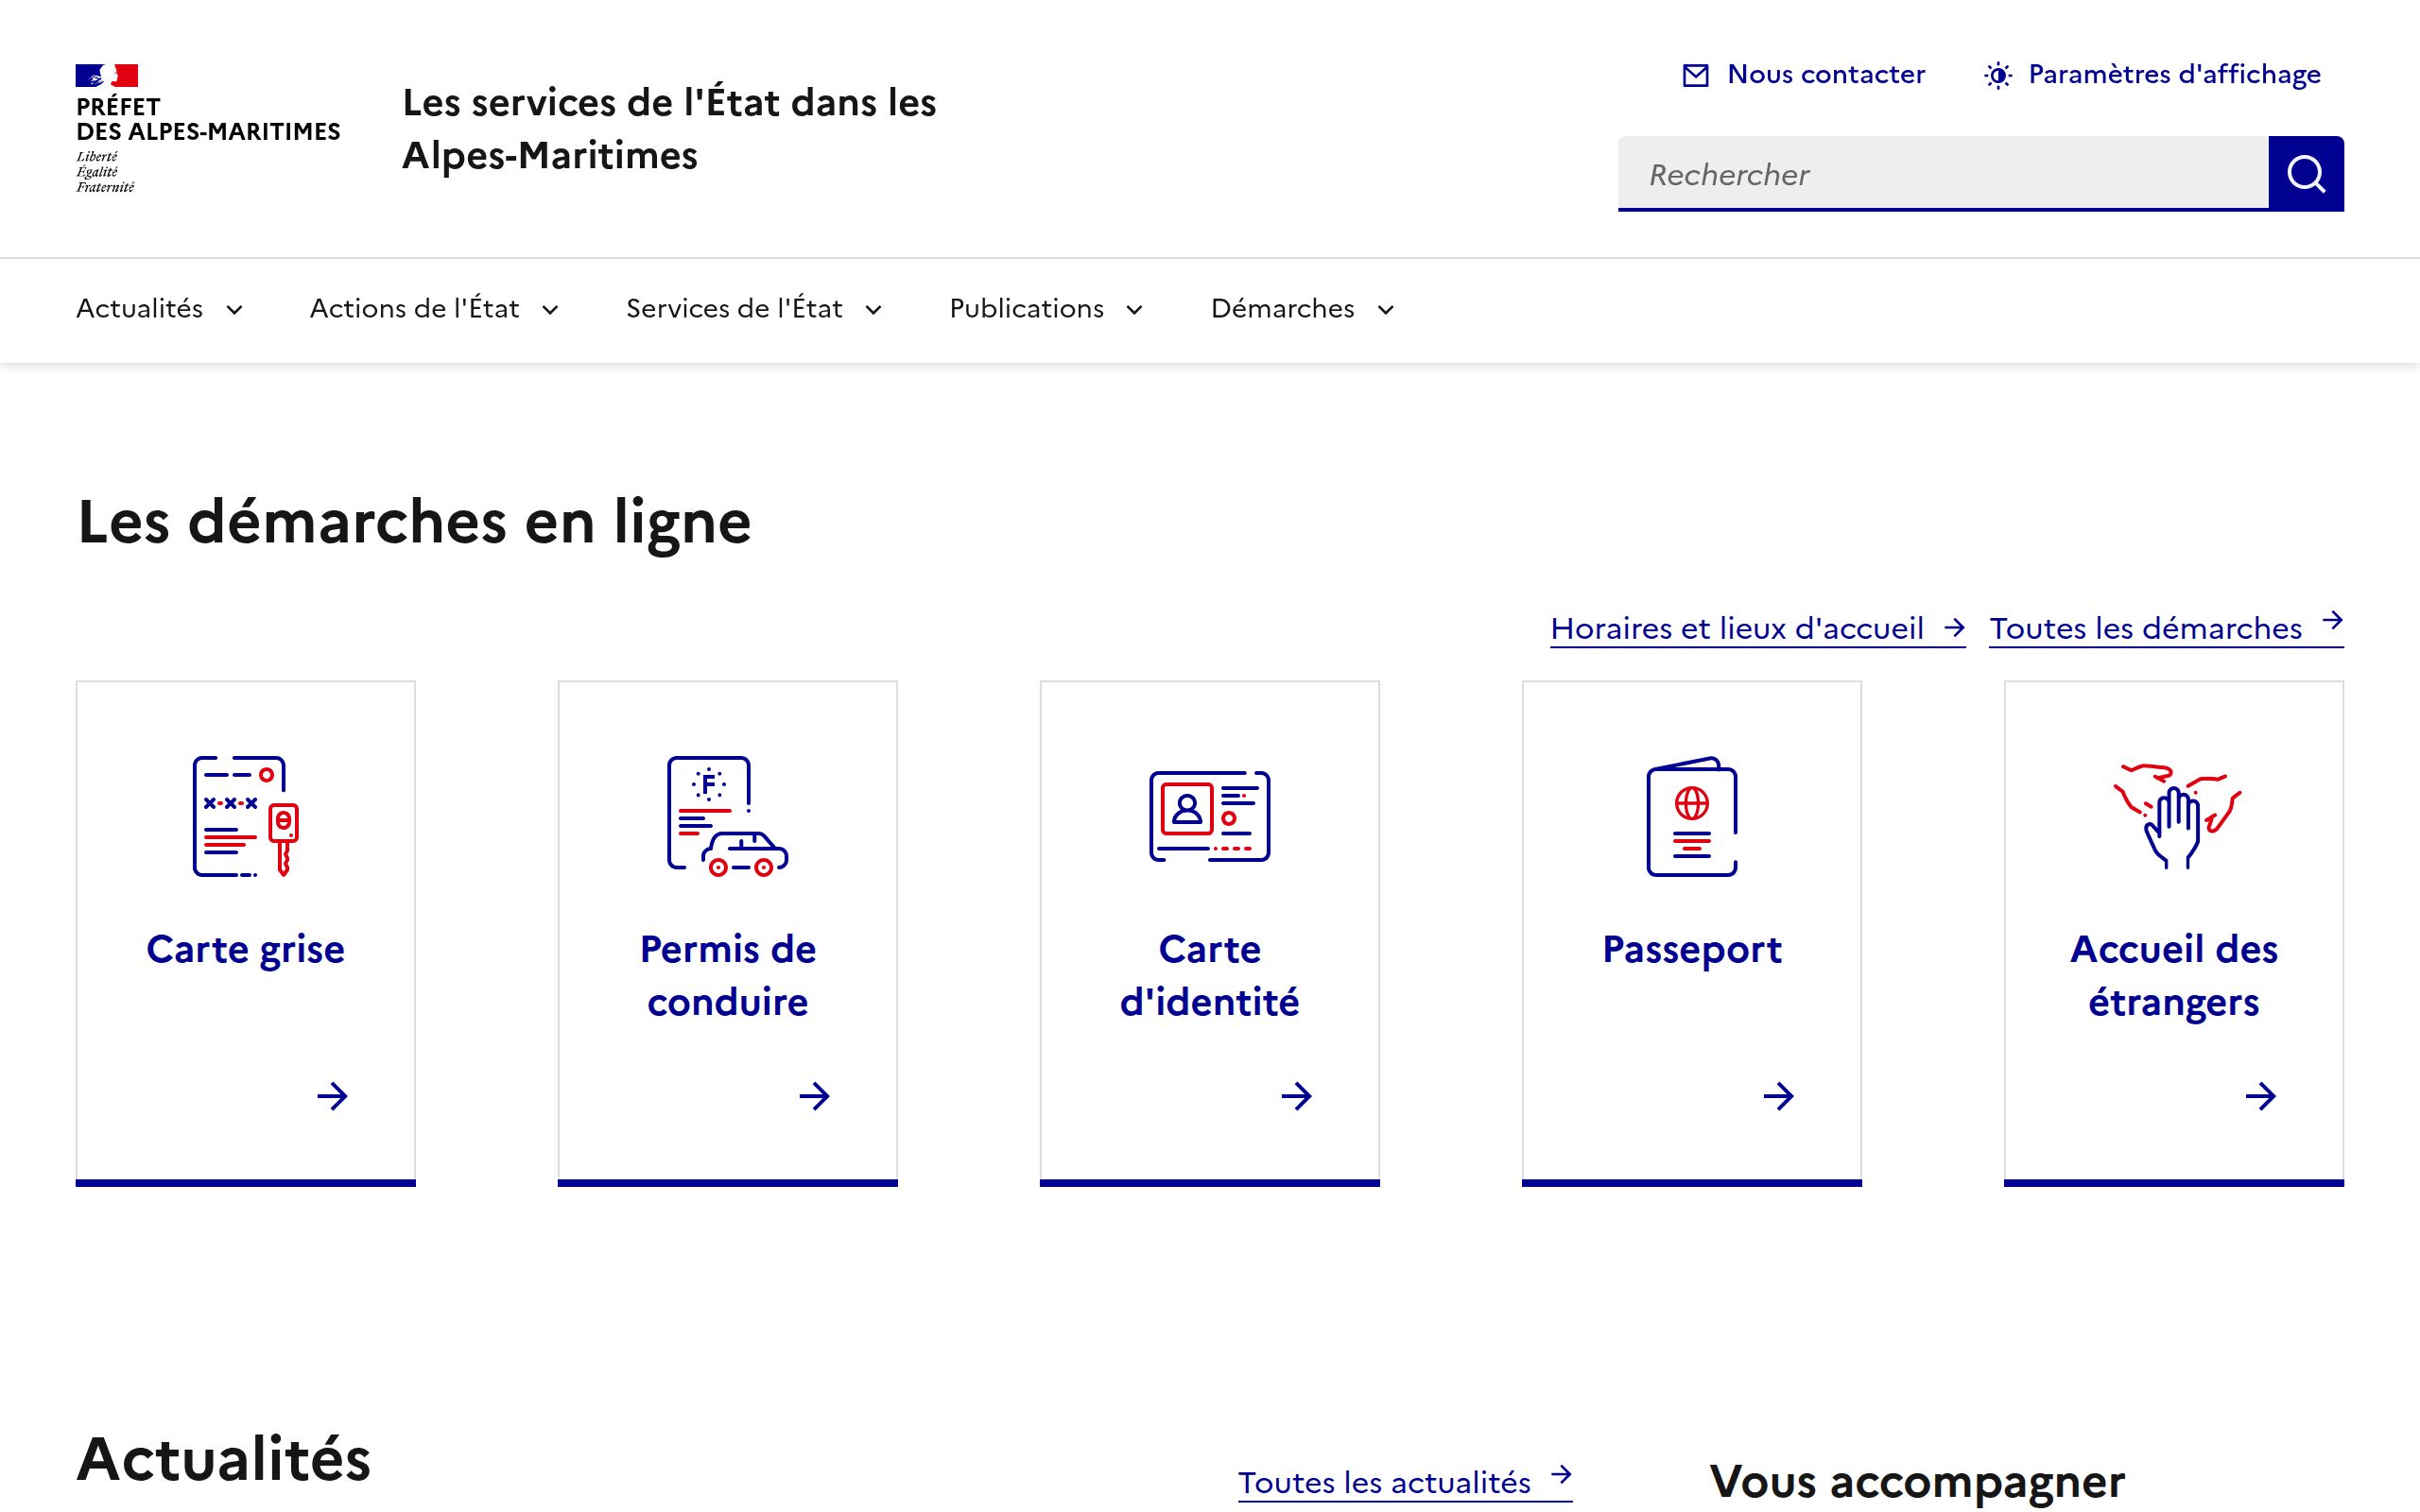 PRÉFET
DES ALPES-MARITIMES
Liberté
Égalité
Fraternité
Les services de l'État dans les
Alpes-Maritimes
Nous contacter
Paramètres d'affichage
Rechercher
Actualités
Actions de l'État
Services de l'État
Publications
Démarches
Les démarches en ligne
Horaires et lieux d'accueil
Toutes les démarches
Carte grise
F
Permis de
conduire
Carte
d'identité
Passeport
Accueil des
étrangers
Actualités
Toutes les actualités
Vous accompagner